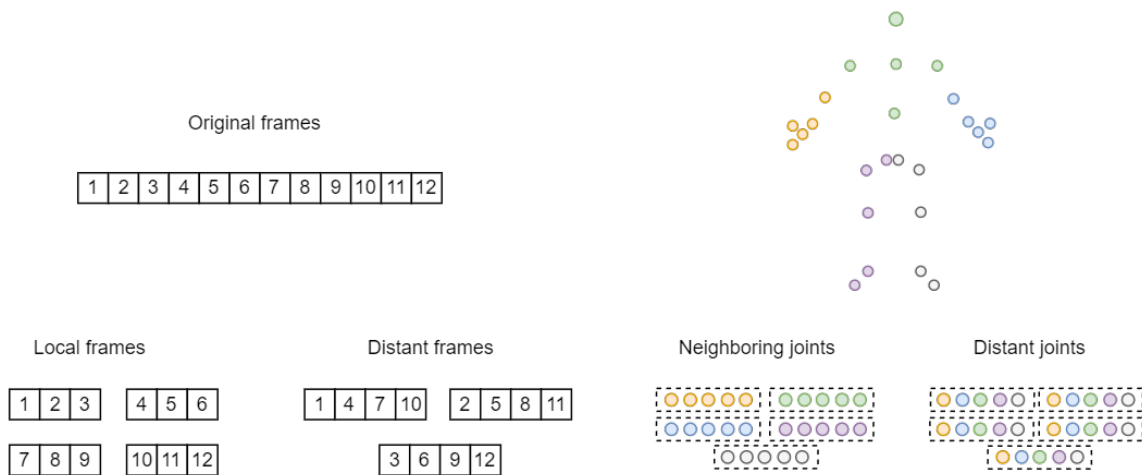 Original frames
1 2 3 4 5 6 7 8 9 10 11 12
Local frames
1 2 3
4 5 6
7 8 9
10 11 12
Distant frames
1 4 7 10
2 5 8 11
3 6 9 12
Neighboring joints
Distant joints